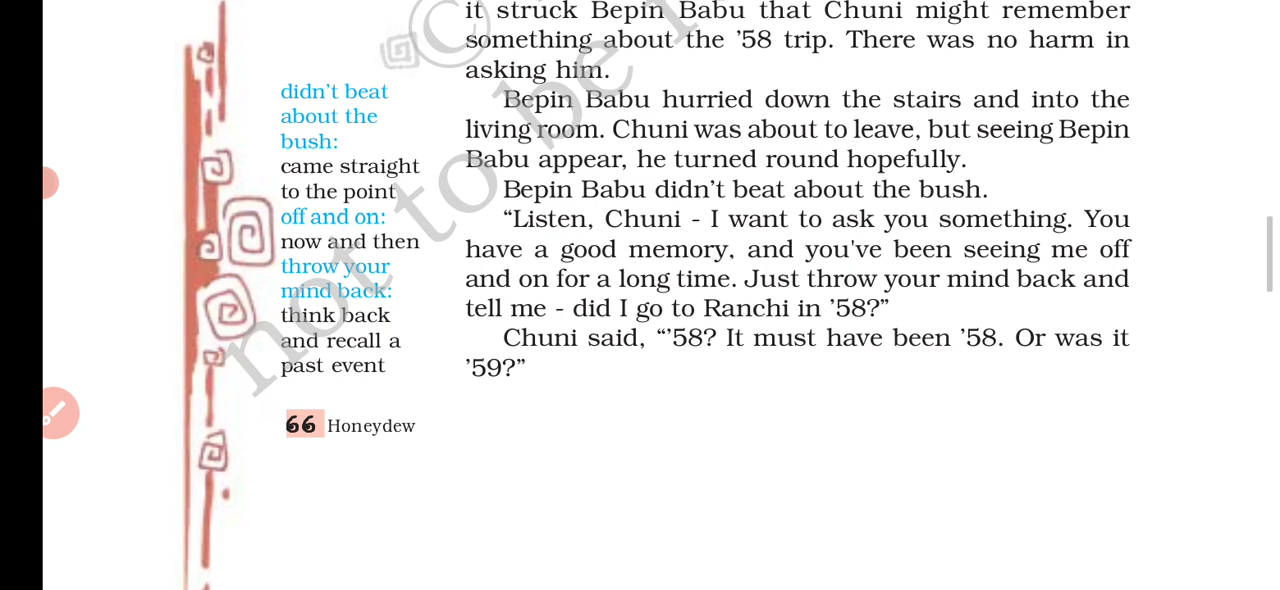 it struck Bepin Babu that Chuni might remember
something about the ’58 trip. There was no harm in
asking him.
Bepin Babu hurried down the stairs and into the
living room. Chuni was about to leave, but seeing Bepin
Babu appear, he turned round hopefully.
Bepin Babu didn’t beat about the bush.
“Listen, Chuni - I want to ask you something. You
have a good memory, and you've been seeing me off
and on for a long time. Just throw your mind back and
tell me - did I go to Ranchi in ’58?”
Chuni said, “’58? It must have been ’58. Or was it
’59?”
didn’t beat
about the
bush:
came straight
to the point
off and on:
now and then
throw your
mind back:
think back
and recall a
past event
66 Honeydew
©
not to be r